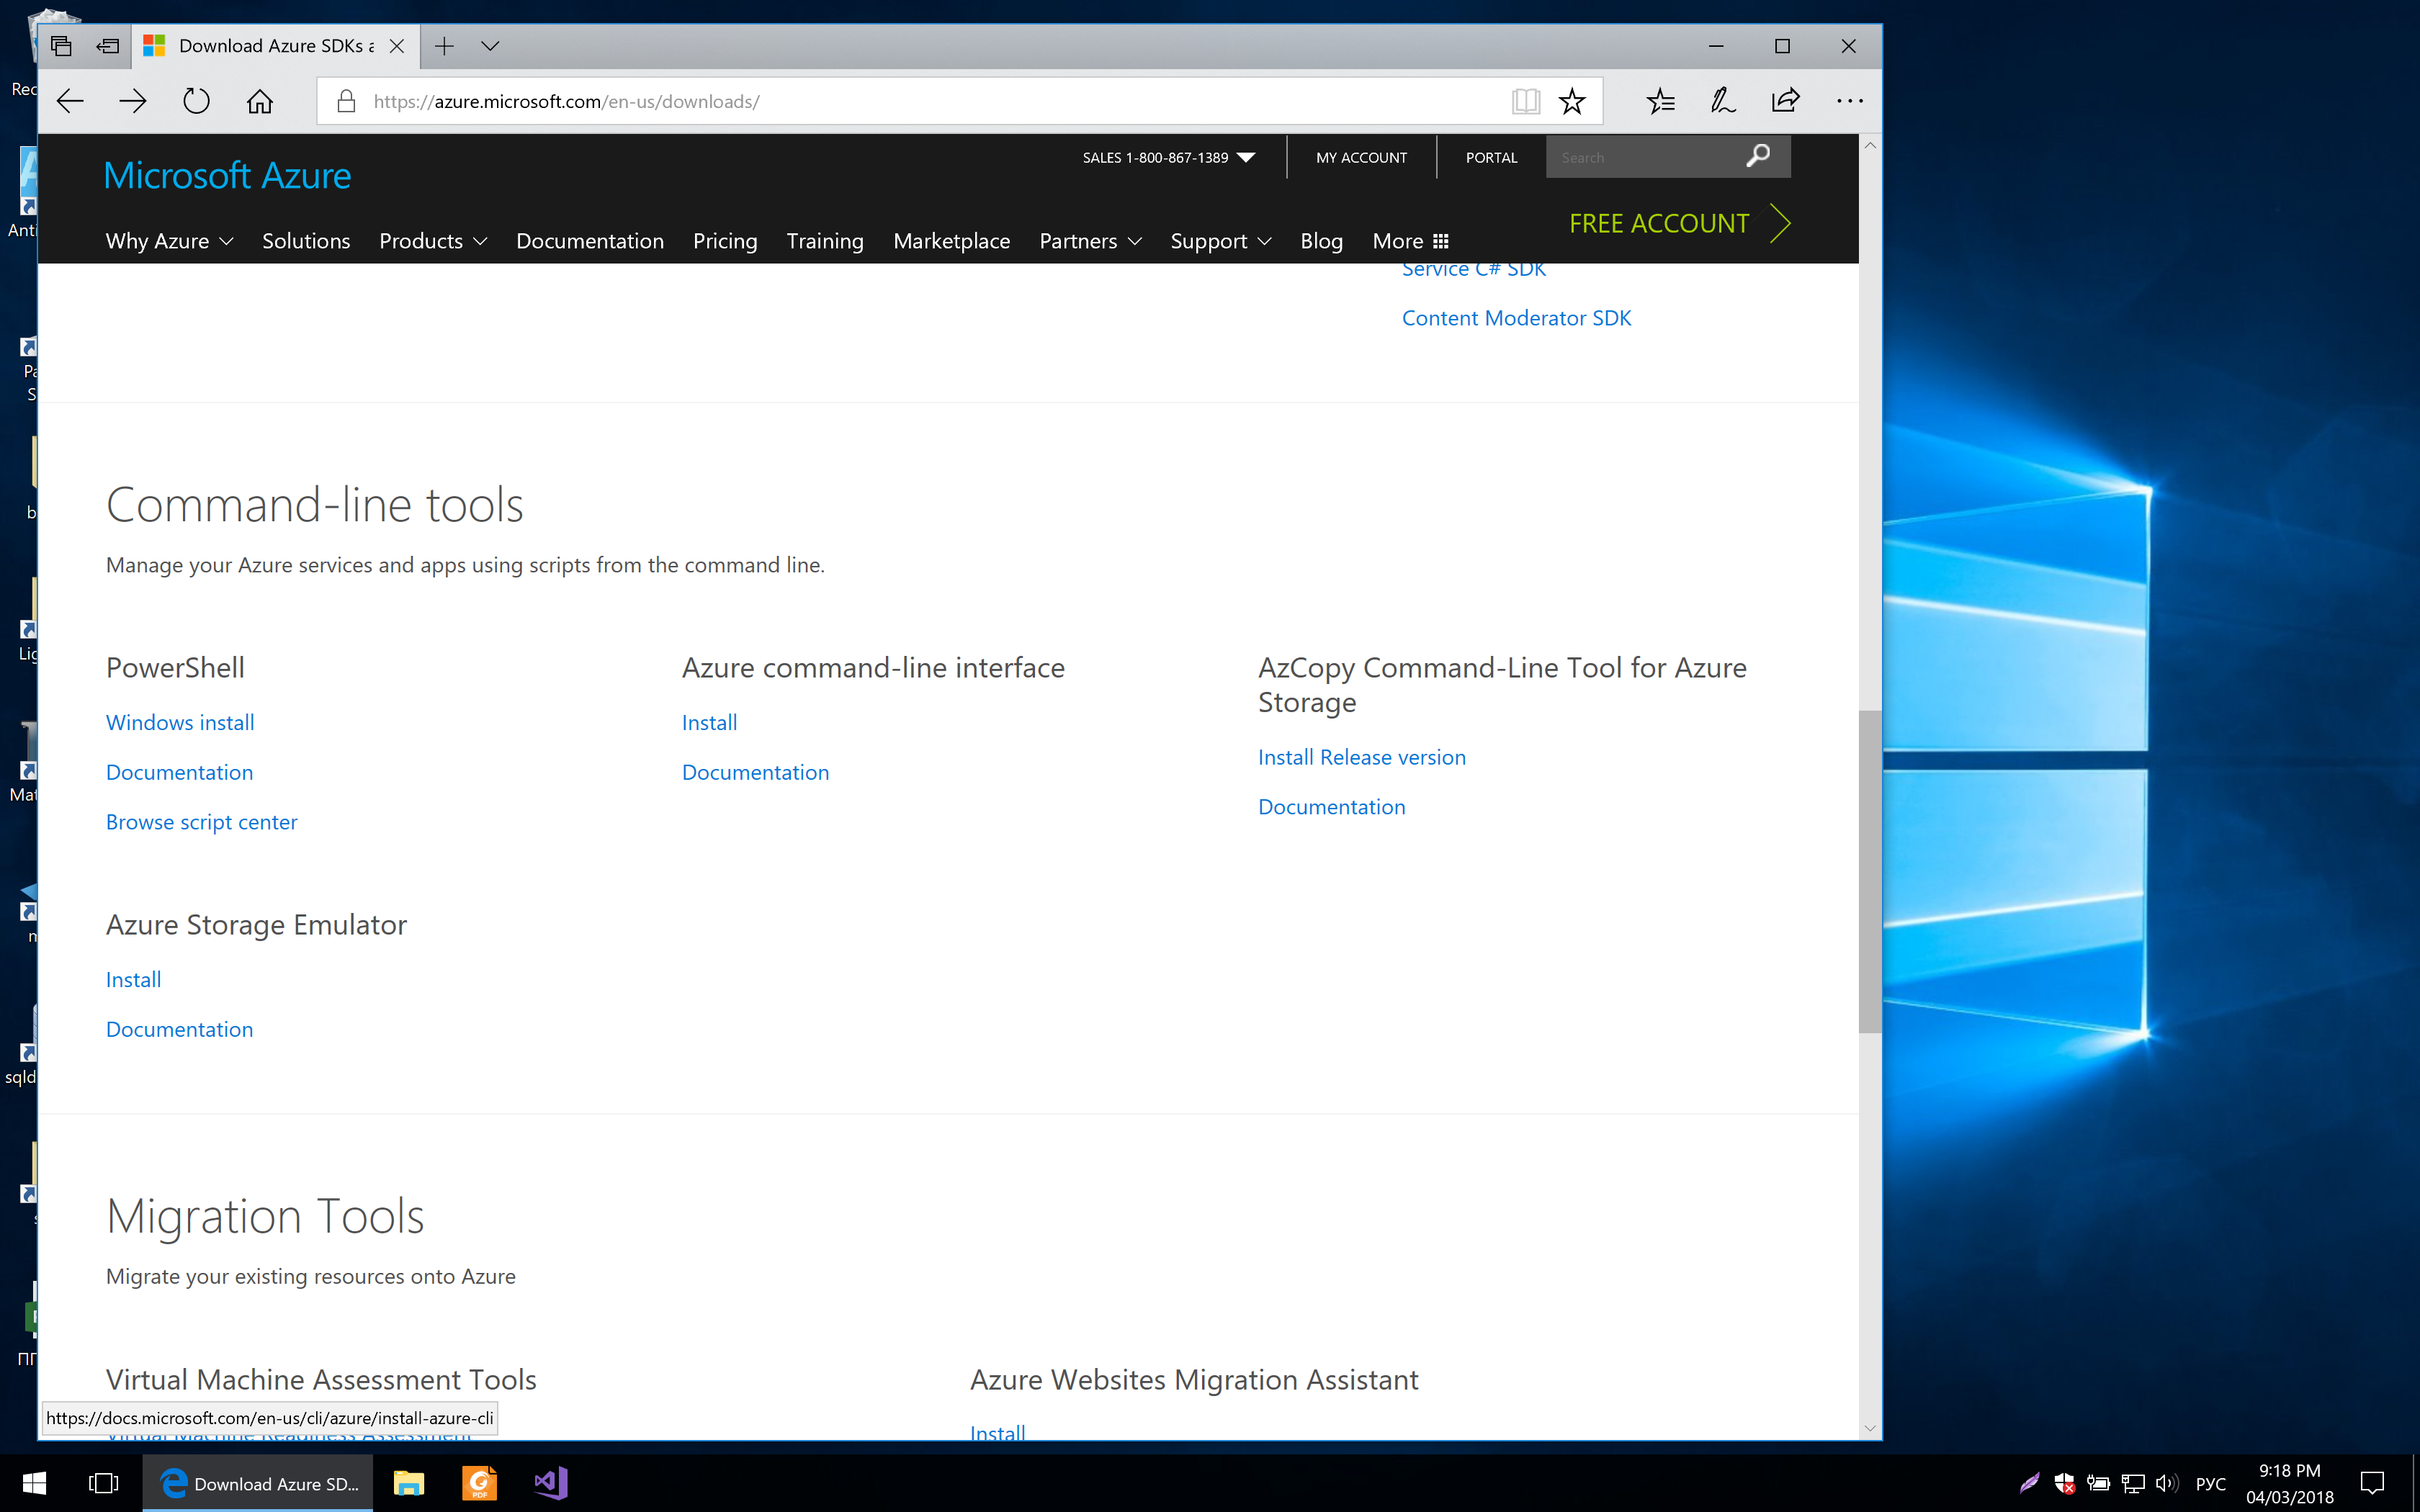 Download Azure SDKs a
https://azure.microsoft.com/en-us/downloads/
Microsoft Azure
SALES 1-800-867-1389
MY ACCOUNT
PORTAL
Search
FREE ACCOUNT
Why Azure
Solutions
Products
Documentation
Pricing
Training
Marketplace
Partners
Support
Blog
More
Service C# SDK
Content Moderator SDK
Command-line tools
Manage your Azure services and apps using scripts from the command line.
PowerShell
Windows install
Documentation
Browse script center
Azure command-line interface
Install
Documentation
AzCopy Command-Line Tool for Azure
Storage
Install Release version
Documentation
Azure Storage Emulator
Install
Documentation
Migration Tools
Migrate your existing resources onto Azure
Virtual Machine Assessment Tools
Virtual Machine Readiness Assessment
Azure Websites Migration Assistant
Install
https://docs.microsoft.com/en-us/cli/azure/install-azure-cli
Download Azure SD...
PDF
РУС
9:18 PM
04/03/2018